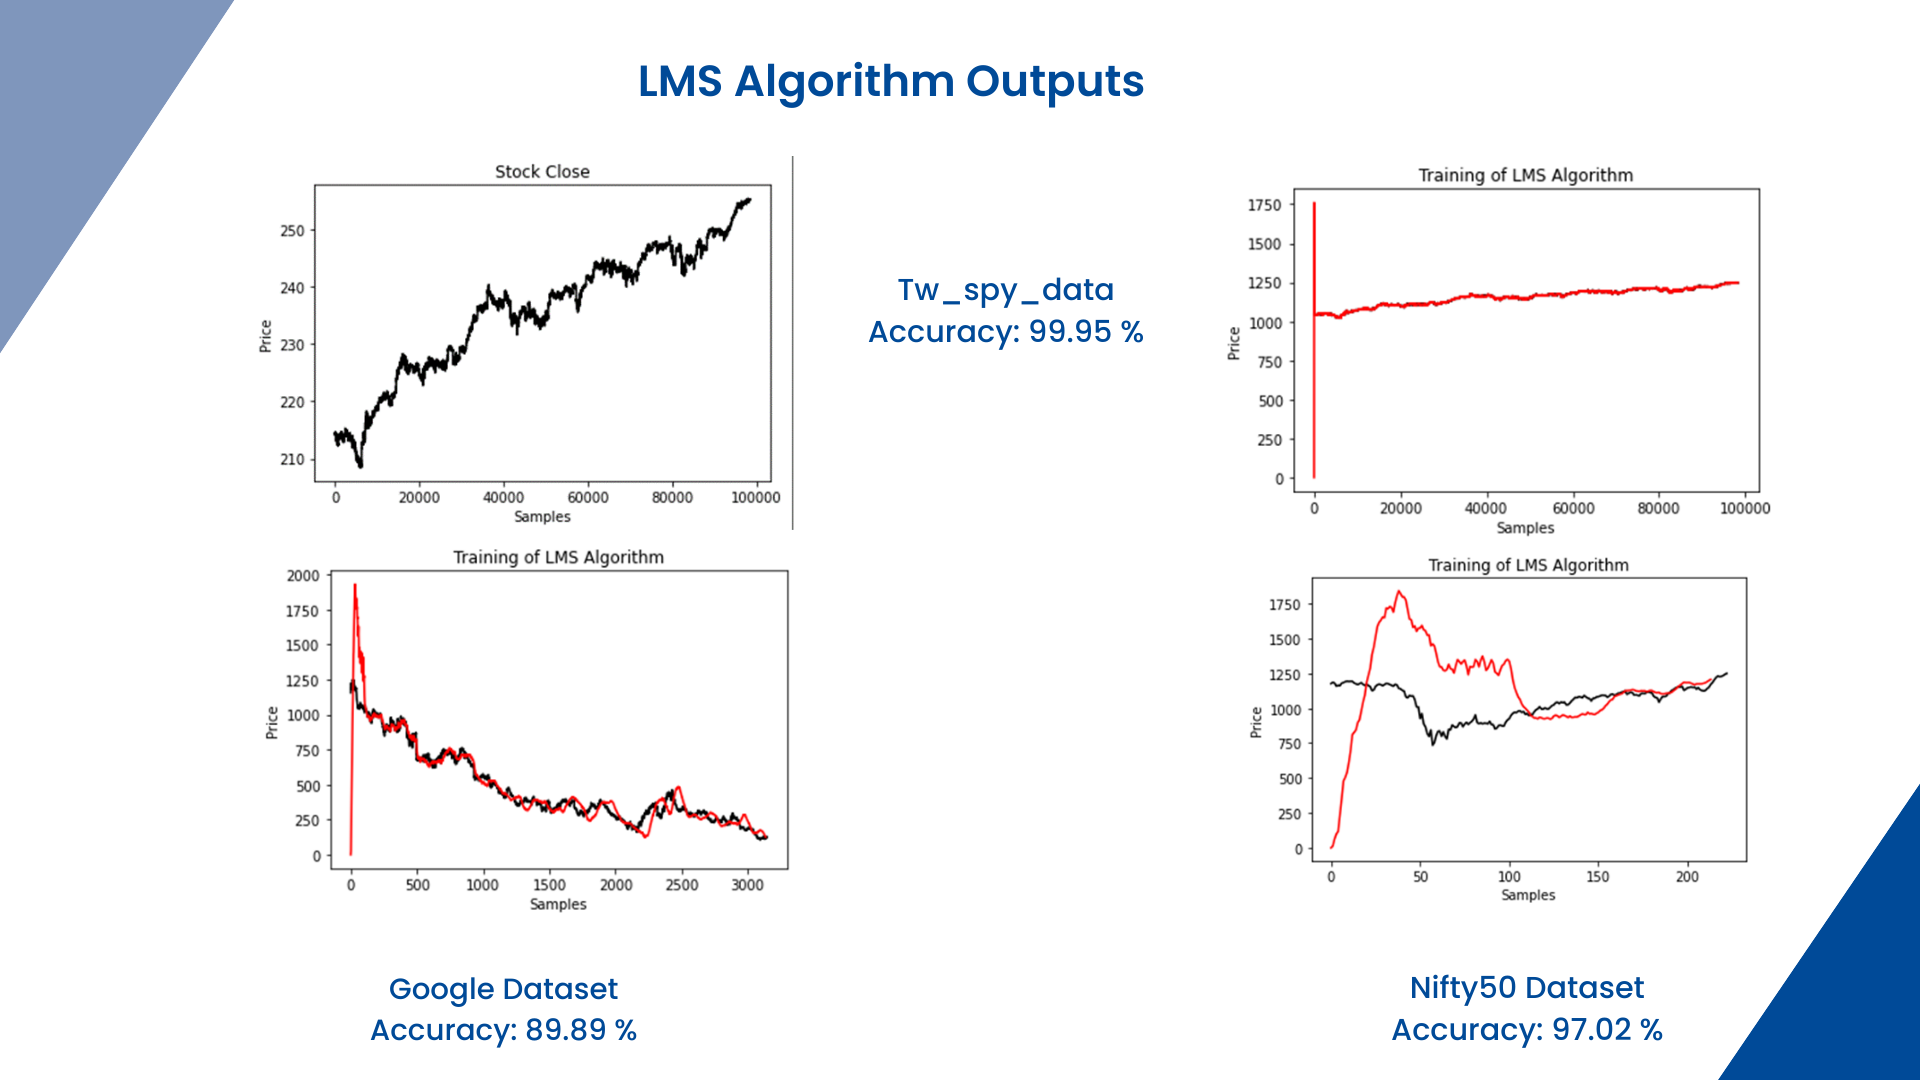 LMS Algorithm Outputs
Stock Close
250
240
230
220
210
Price
0 20000 40000 60000 80000 100000
Samples
Tw_spy_data
Accuracy: 99.95 %
Training of LMS Algorithm
1750
1500
1250
1000
750
500
250
0
Price
0 20000 40000 60000 80000 100000
Samples
Training of LMS Algorithm
2000
1750
1500
1250
1000
750
500
250
0
Price
0 500 1000 1500 2000 2500 3000
Samples
Training of LMS Algorithm
1750
1500
1250
1000
750
500
250
0
Price
0 50 100 150 200
Samples
Google Dataset
Accuracy: 89.89 %
Nifty50 Dataset
Accuracy: 97.02 %